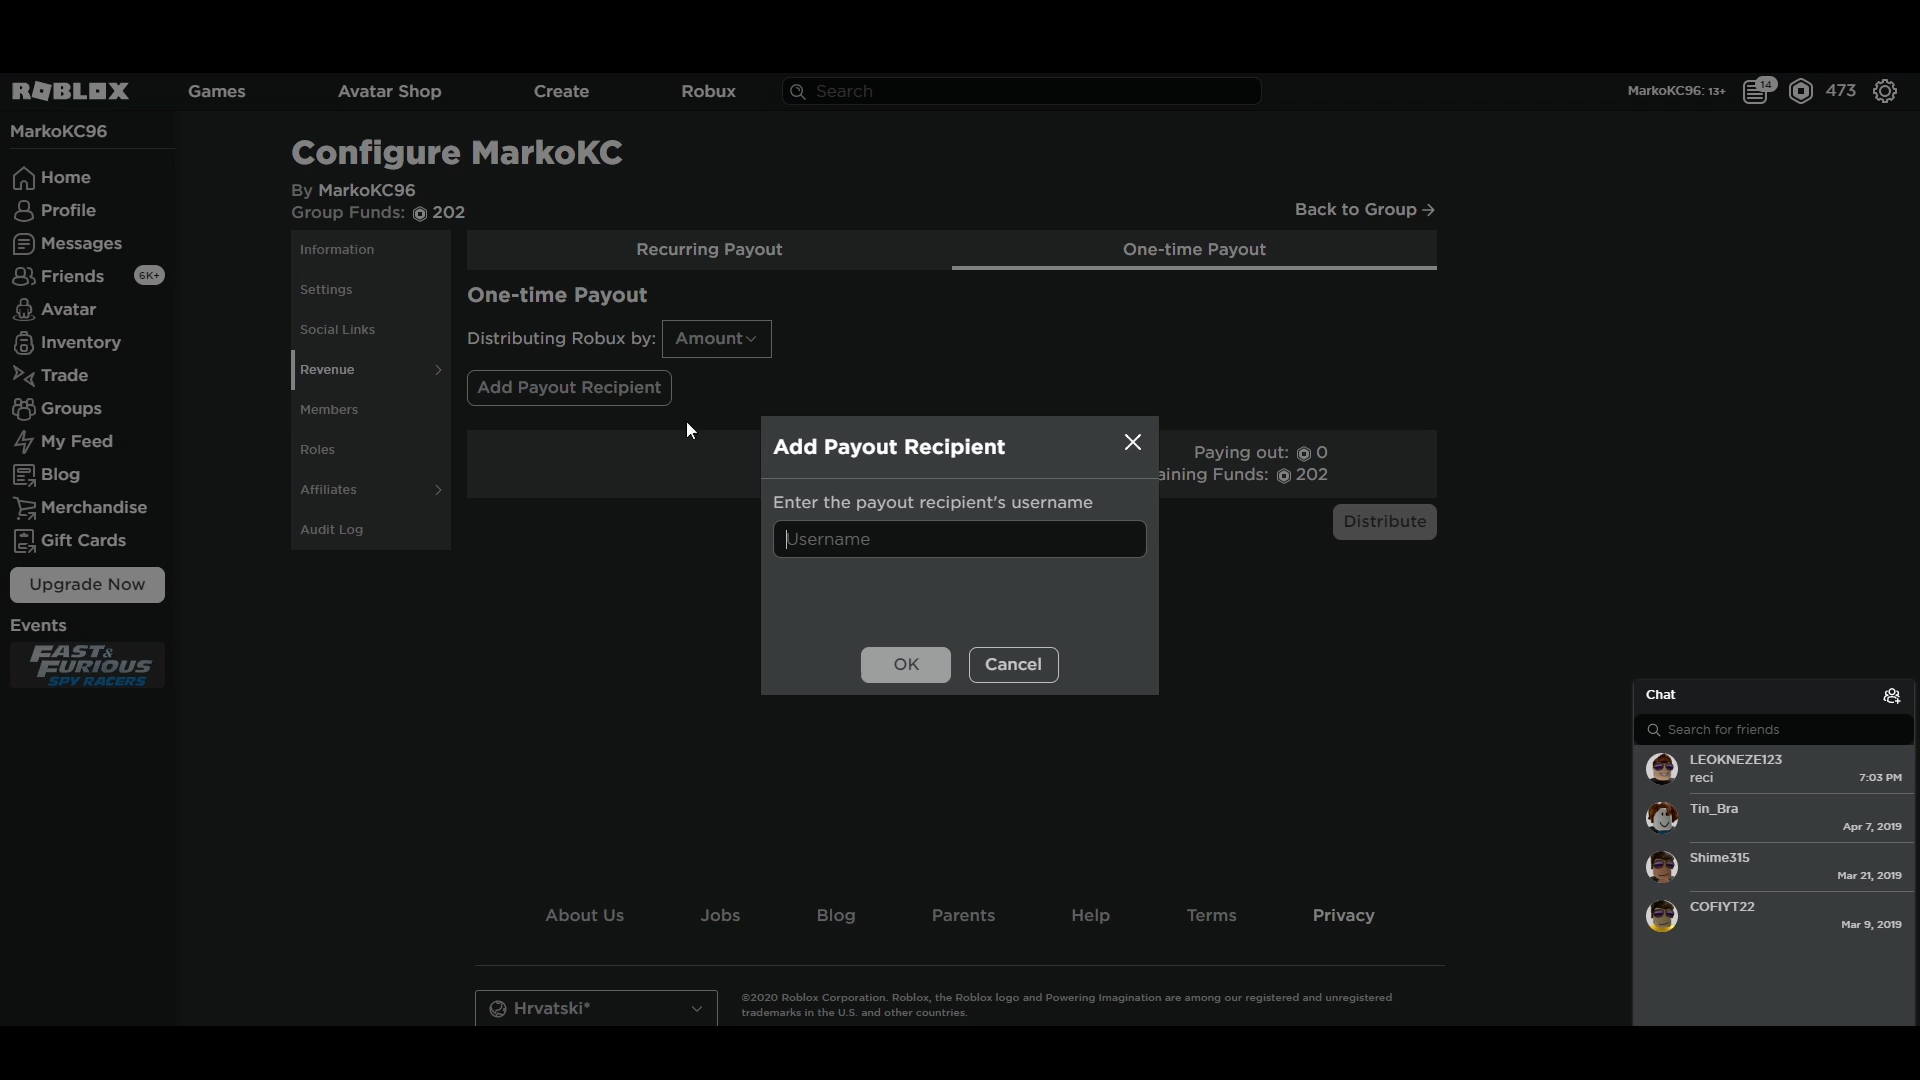 ROBLOX
Games
Avatar Shop
Create
Robux
Search
MarkoKC96: 13+
14
473
MarkoKC96
Home
Profile
Messages
Friends
6K+
Avatar
Inventory
Trade
Groups
My Feed
Blog
Merchandise
Gift Cards
Upgrade Now
Events
FAST &
FURIOUS
SPY RACERS
Configure MarkoKC
By MarkoKC96
Group Funds: 202
Back to Group
Information
Settings
Social Links
Revenue
Members
Roles
Affiliates
Audit Log
Recurring Payout
One-time Payout
One-time Payout
Distributing Robux by: Amount
Add Payout Recipient
Paying out: 0
aining Funds: 202
Distribute
Add Payout Recipient
Enter the payout recipient's username
Username
OK
Cancel
Chat
Search for friends
LEOKNEZE123
reci
7:03 PM
Tin_Bra
Apr 7, 2019
Shime315
Mar 21, 2019
COFIYT22
Mar 9, 2019
About Us
Jobs
Blog
Parents
Help
Terms
Privacy
Hrvatski*
©2020 Roblox Corporation. Roblox, the Roblox logo and Powering Imagination are among our registered and unregistered
trademarks in the U.S. and other countries.